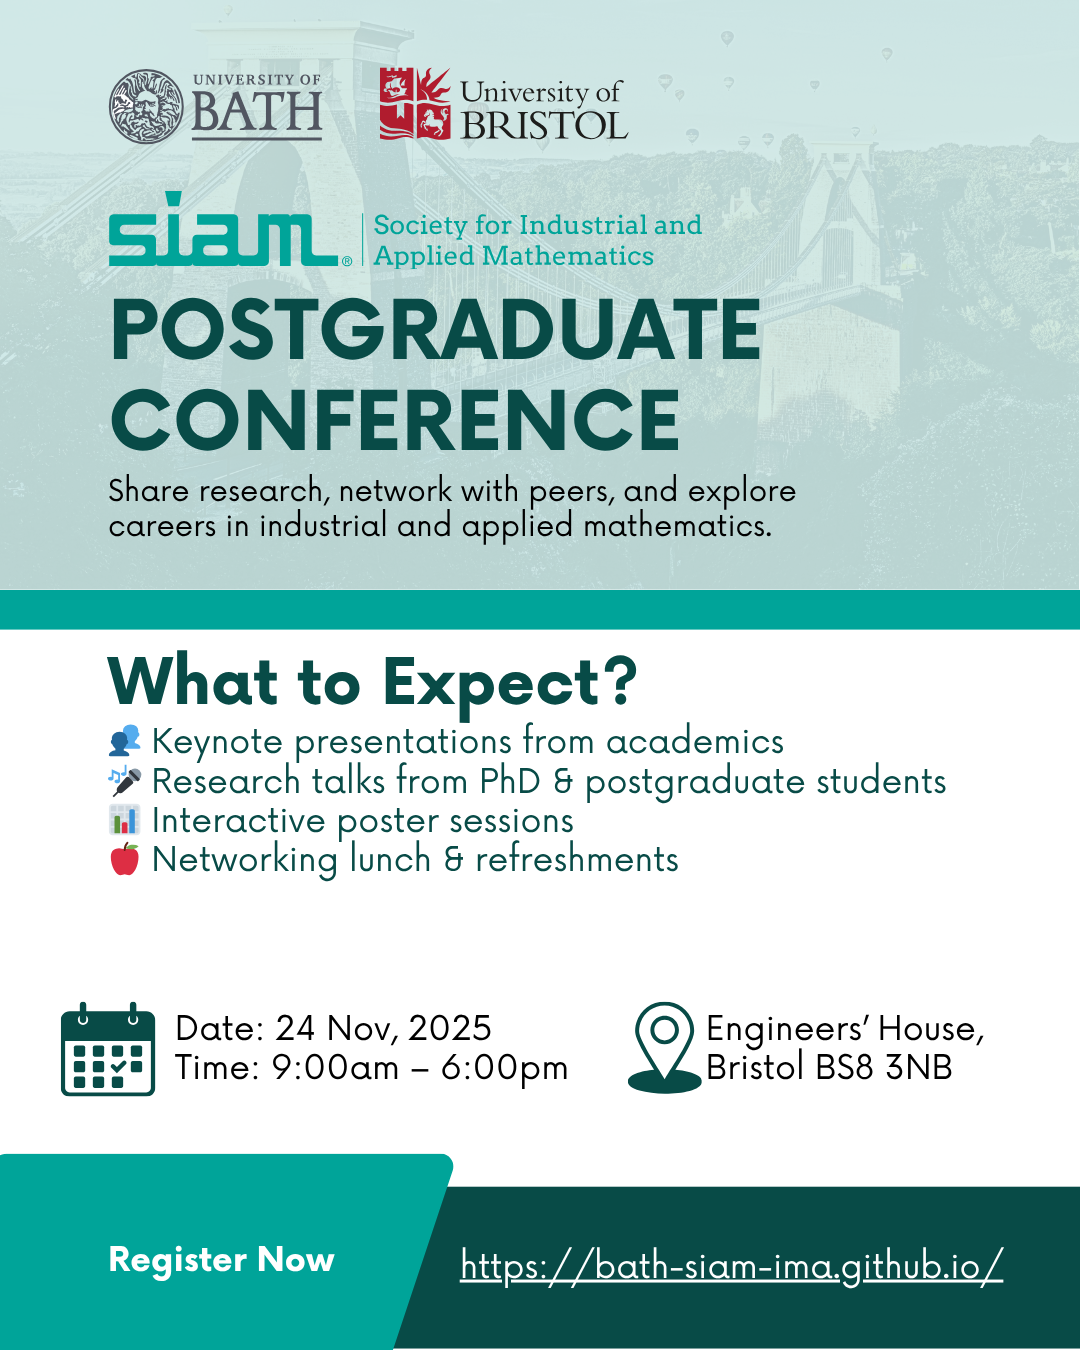 UNIVERSITY OF
BATH
University of
BRISTOL
siam®
Society for Industrial and
Applied Mathematics
POSTGRADUATE
CONFERENCE
Share research, network with peers, and explore
careers in industrial and applied mathematics.
What to Expect?
Keynote presentations from academics
Research talks from PhD & postgraduate students
Interactive poster sessions
Networking lunch & refreshments
Date: 24 Nov, 2025
Time: 9:00am – 6:00pm
Engineers’ House,
Bristol BS8 3NB
Register Now
https://bath-siam-ima.github.io/